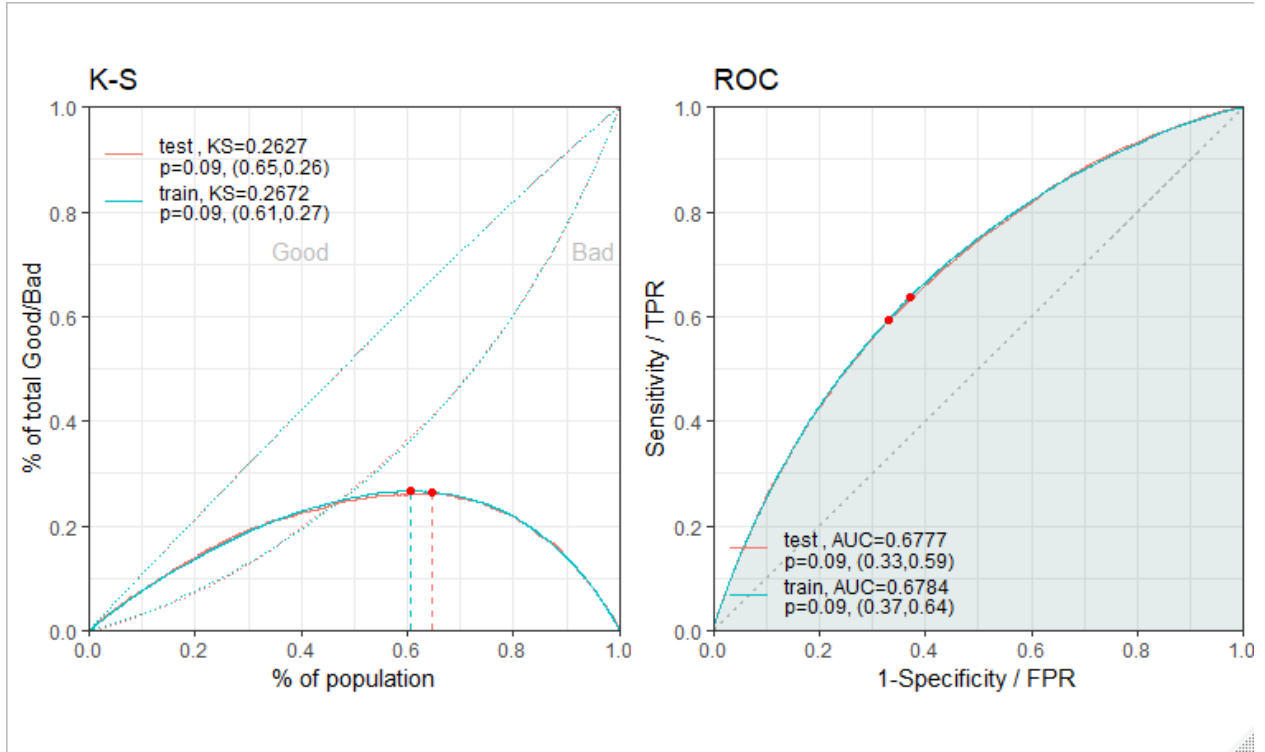 K-S
1.0
0.8
0.6
0.4
0.2
0.0
% of total Good/Bad
test , KS=0.2627
p=0.09, (0.65,0.26)
train, KS=0.2672
p=0.09, (0.61,0.27)
Good
Bad
0.0 0.2 0.4 0.6 0.8 1.0
% of population
ROC
1.0
0.8
0.6
0.4
0.2
0.0
Sensitivity / TPR
test , AUC=0.6777
p=0.09, (0.33,0.59)
train, AUC=0.6784
p=0.09, (0.37,0.64)
0.0 0.2 0.4 0.6 0.8 1.0
1-Specificity / FPR